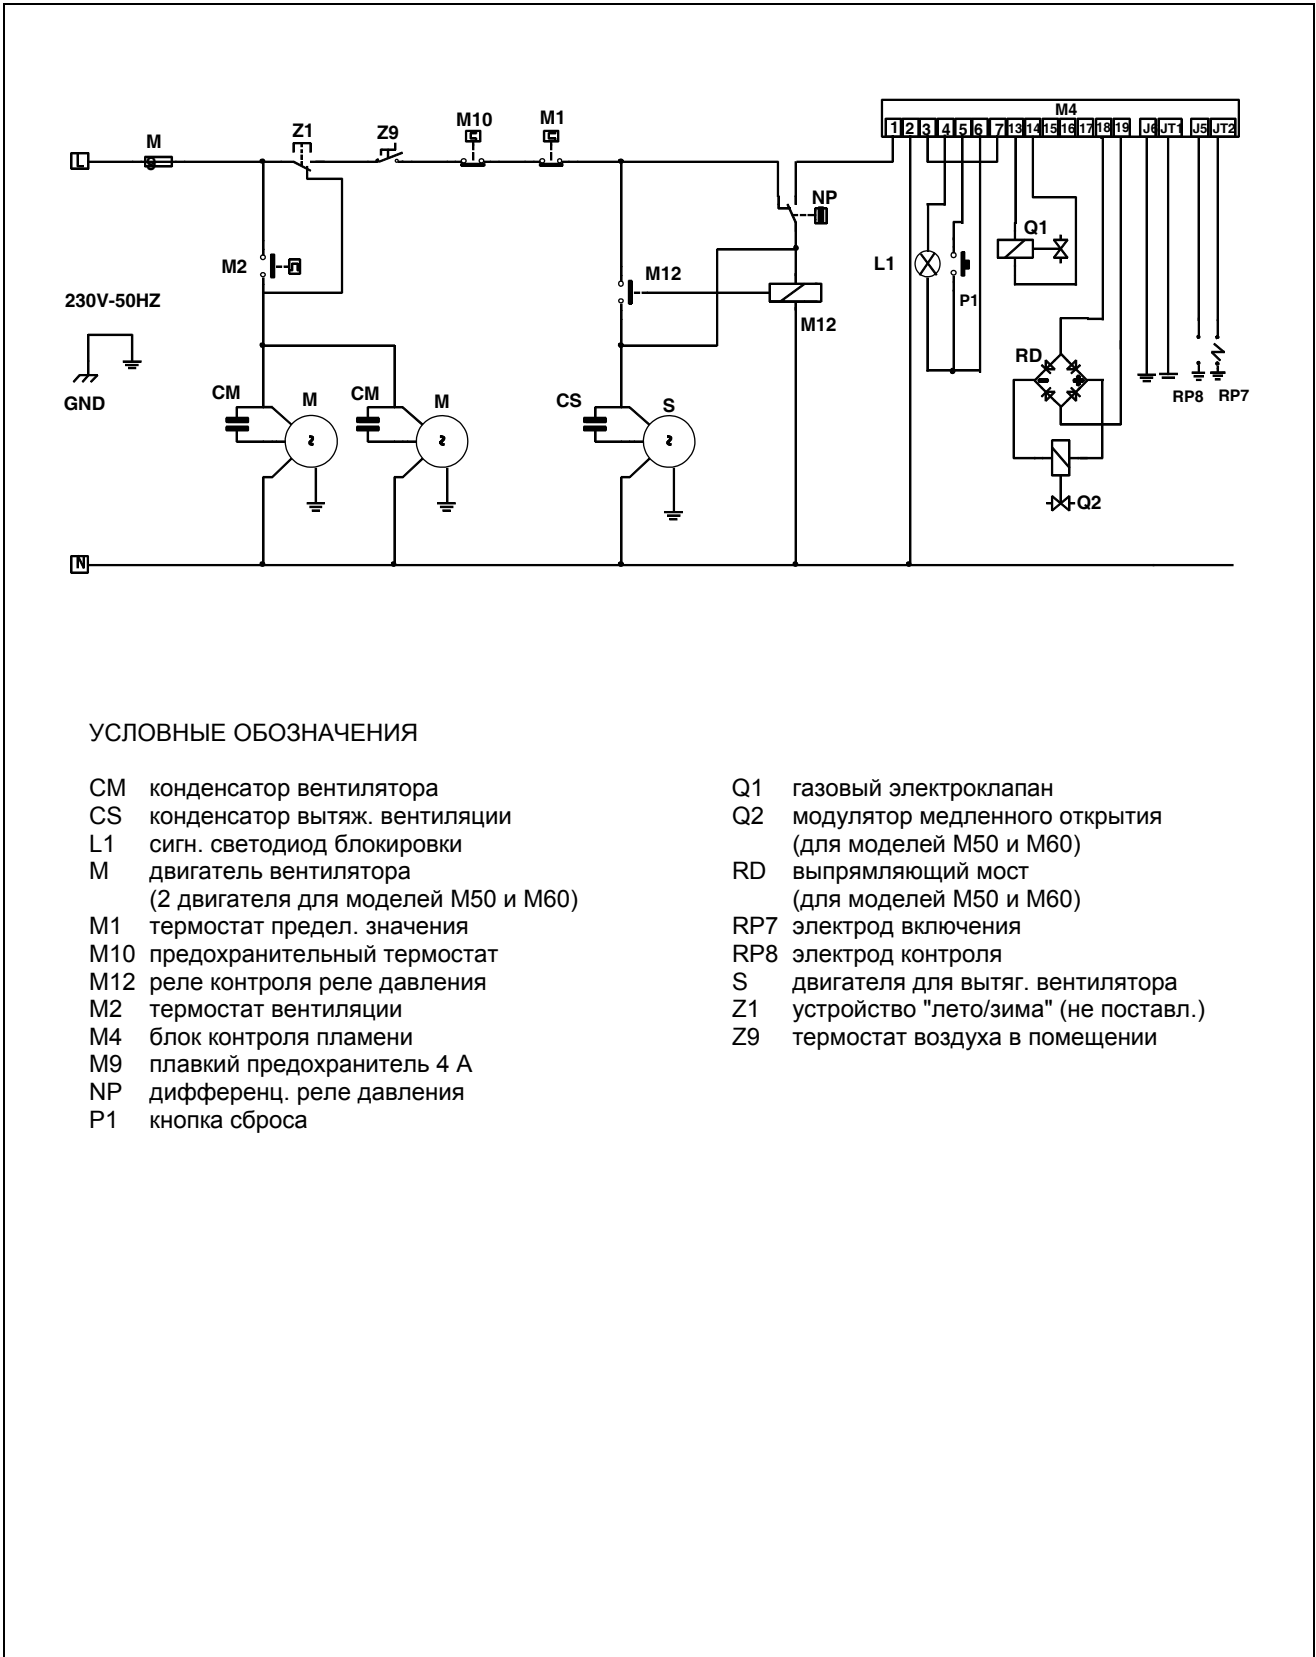 M4
M10
M1
Z1
Z9
M
1 2 3 4 5 6 7 13 14 15 16 17 18 19 J6 JT1 J5 JT2
L
NP
Q1
M2
L1
M12
230V-50HZ
P1
M12
RD
GND
CM
M
CM
M
CS
S
RP8
RP7
Q2
N
УСЛОВНЫЕ ОБОЗНАЧЕНИЯ
CM конденсатор вентилятора
CS конденсатор вытяж. вентиляции
L1 сигн. светодиод блокировки
M двигатель вентилятора
(2 двигателя для моделей M50 и M60)
M1 термостат предел. значения
M10 предохранительный термостат
M12 реле контроля реле давления
M2 термостат вентиляции
M4 блок контроля пламени
M9 плавкий предохранитель 4 А
NP дифференц. реле давления
P1 кнопка сброса
Q1 газовый электроклапан
Q2 модулятор медленного открытия
(для моделей M50 и M60)
RD выпрямляющий мост
(для моделей M50 и M60)
RP7 электрод включения
RP8 электрод контроля
S двигателя для вытяг. вентилятора
Z1 устройство "лето/зима" (не поставл.)
Z9 термостат воздуха в помещении